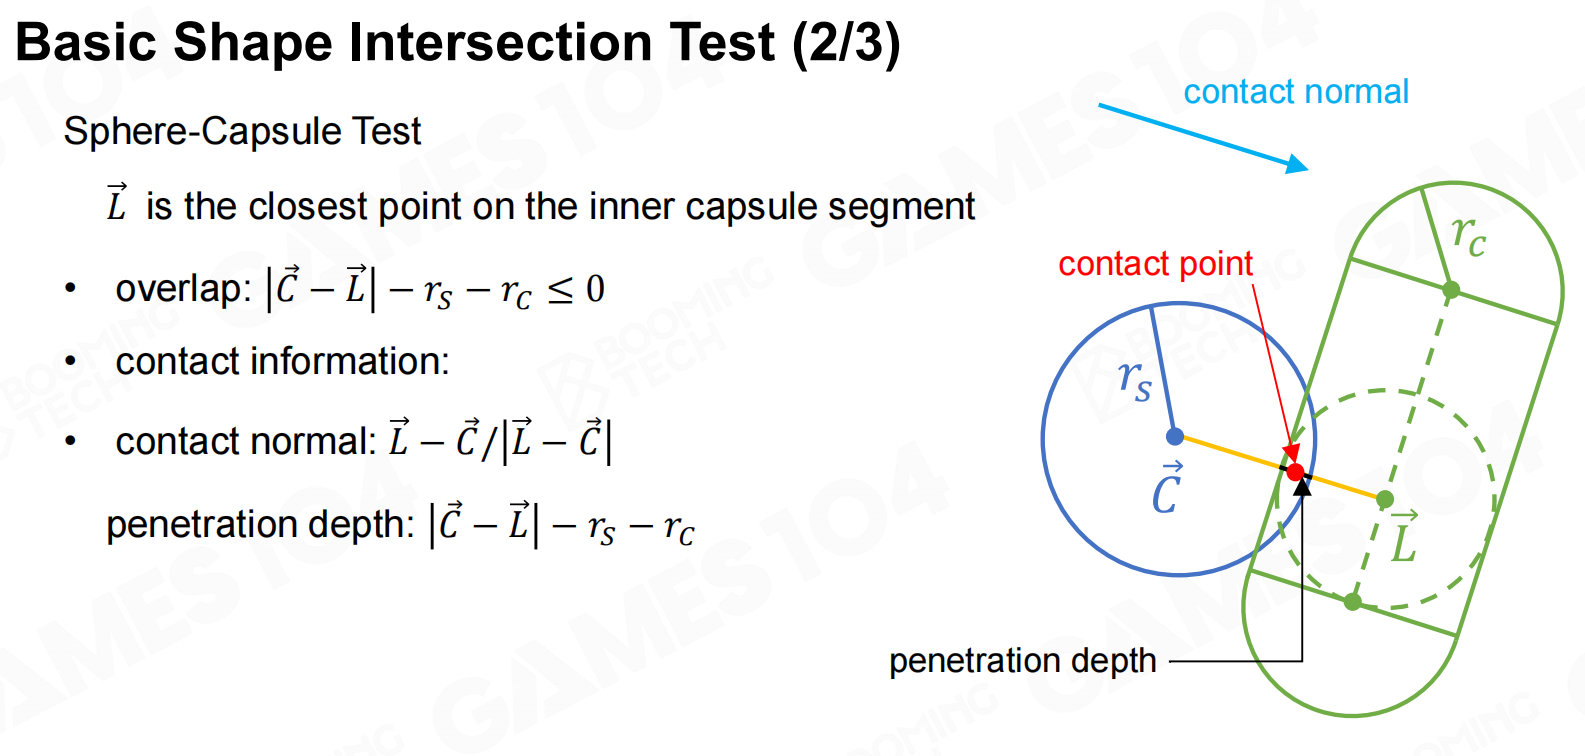 Basic Shape Intersection Test (2/3)
Sphere-Capsule Test
$\vec{L}$ is the closest point on the inner capsule segment
• overlap: $|\vec{C} - \vec{L}| - r_S - r_C \leq 0$
• contact information:
• contact normal: $\vec{L} - \vec{C}/|\vec{L} - \vec{C}|$
penetration depth: $|\vec{C} - \vec{L}| - r_S - r_C$
contact normal
contact point
$r_C$
$r_S$
$\vec{C}$
$\vec{L}$
penetration depth
GAMES104
BOOMING
TECH